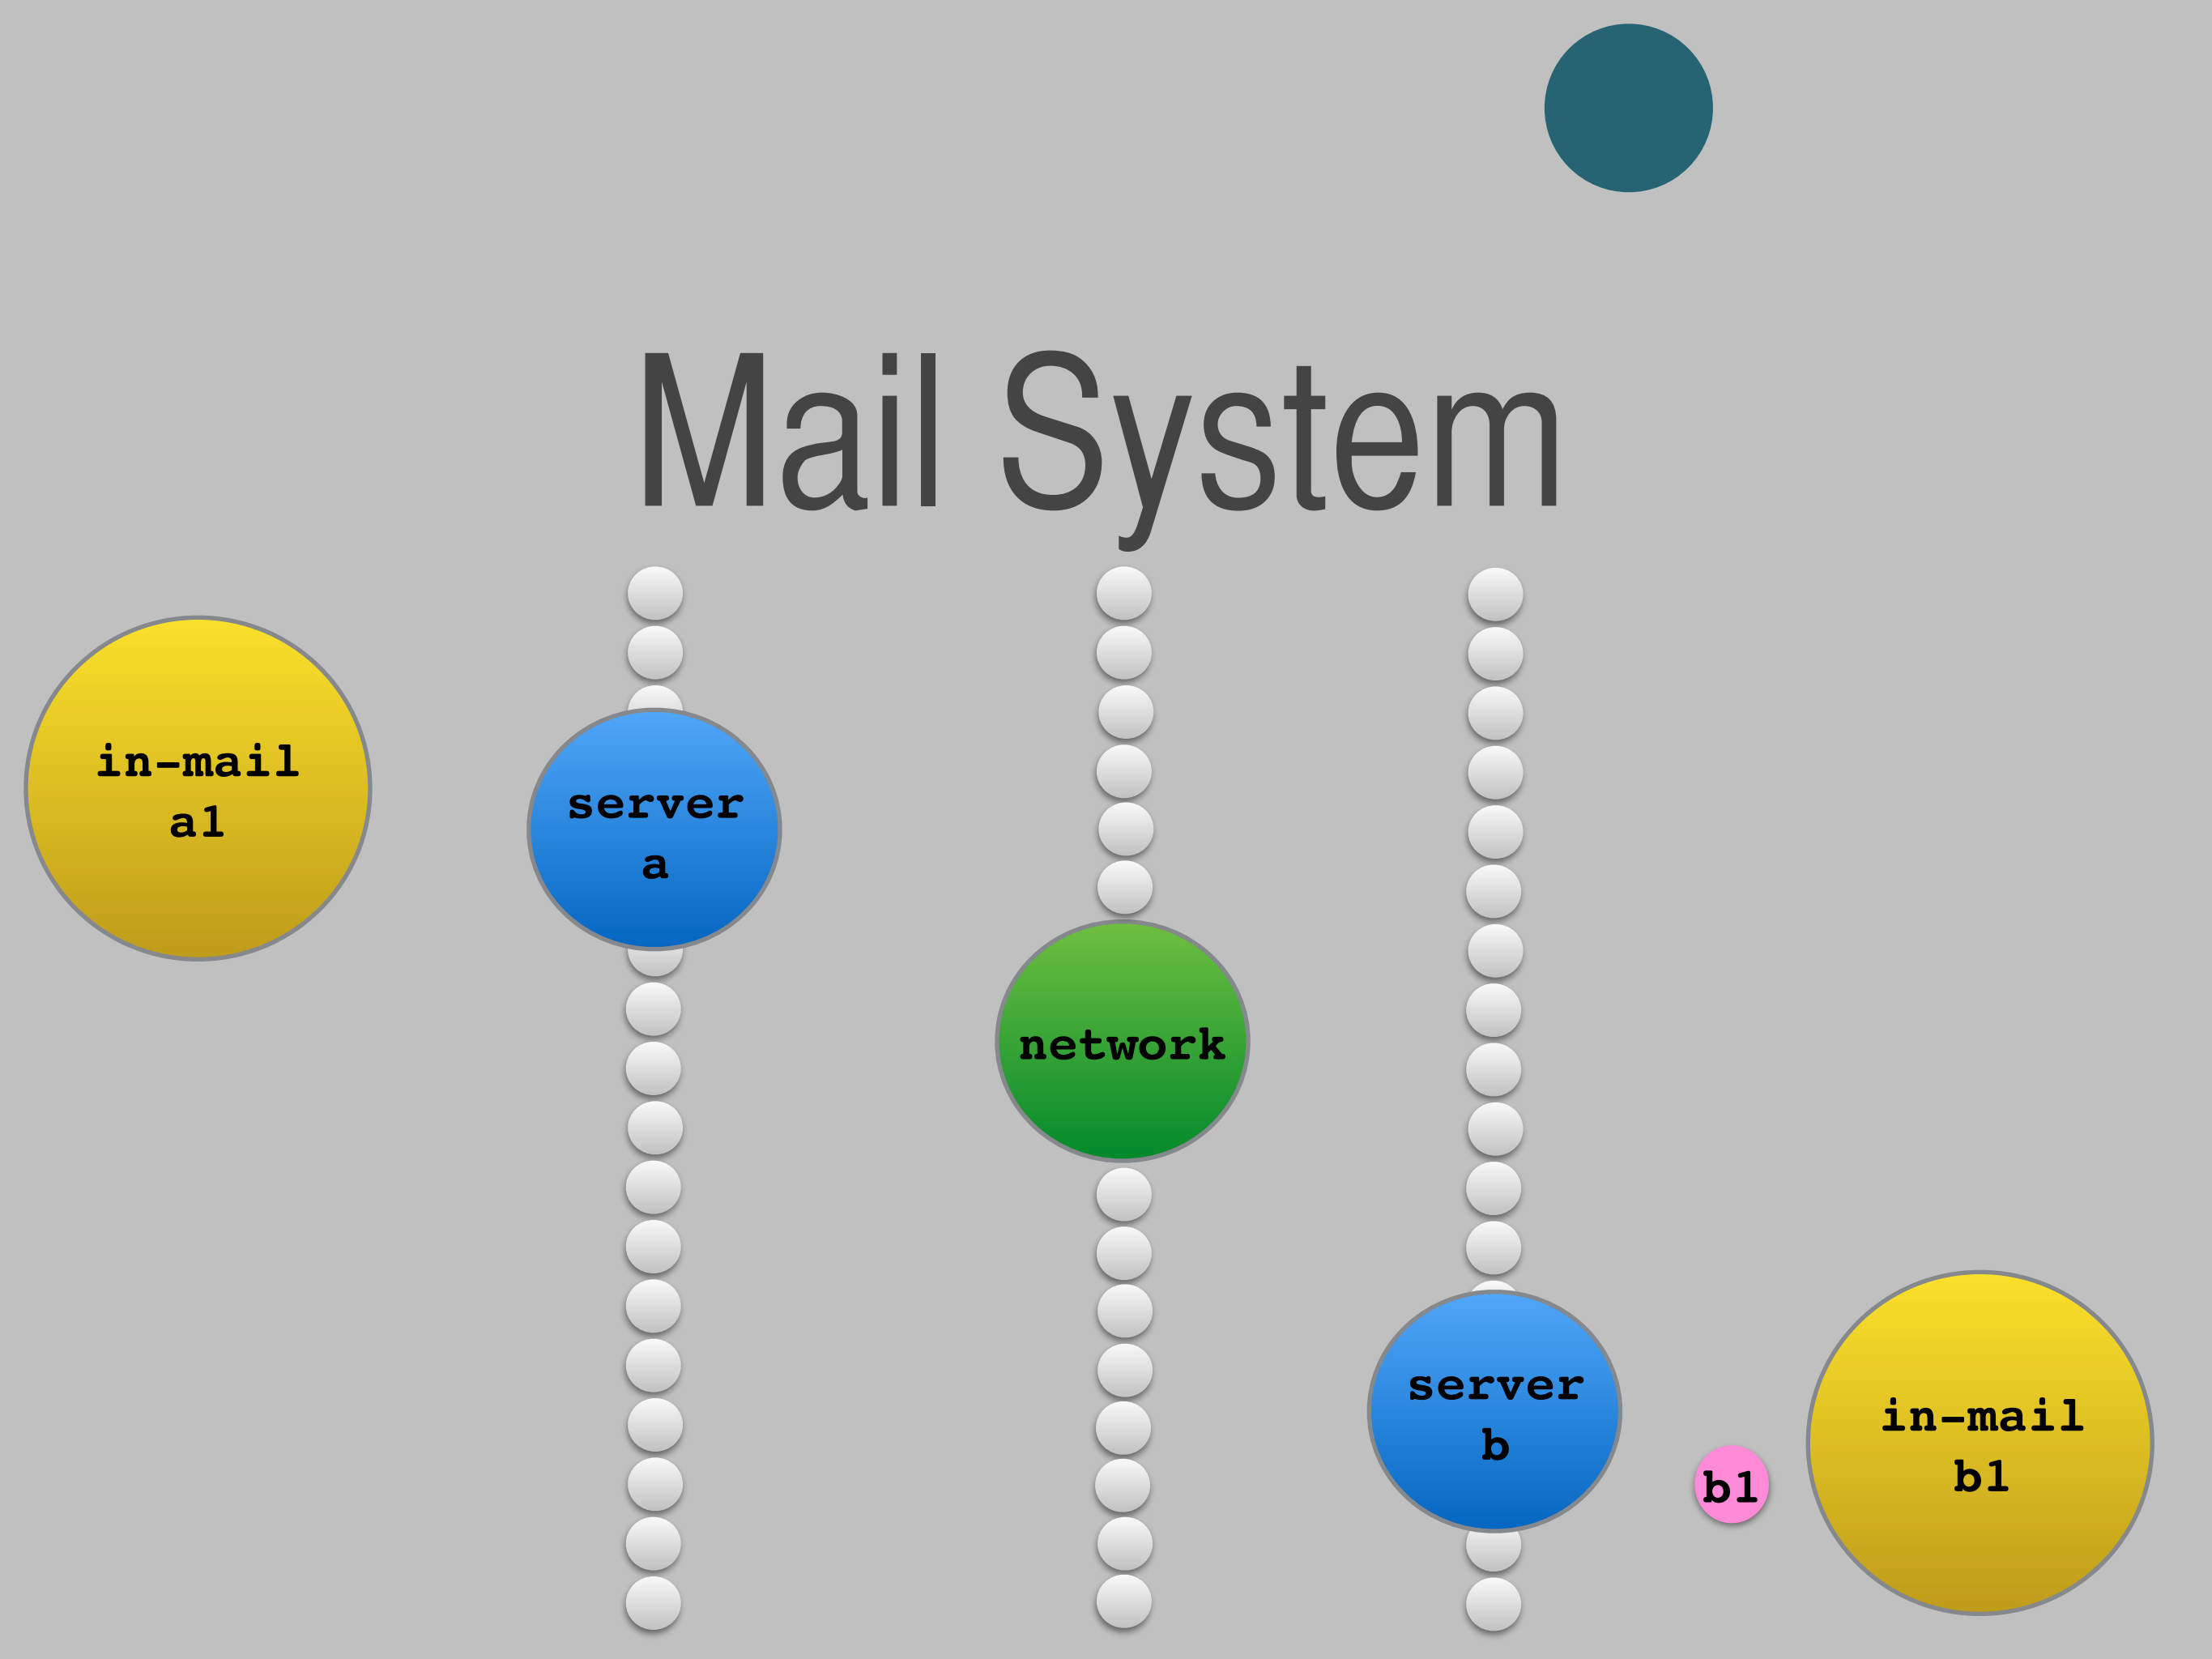 Mail System
in-mail
a1
server
a
network
server
b
b1
in-mail
b1